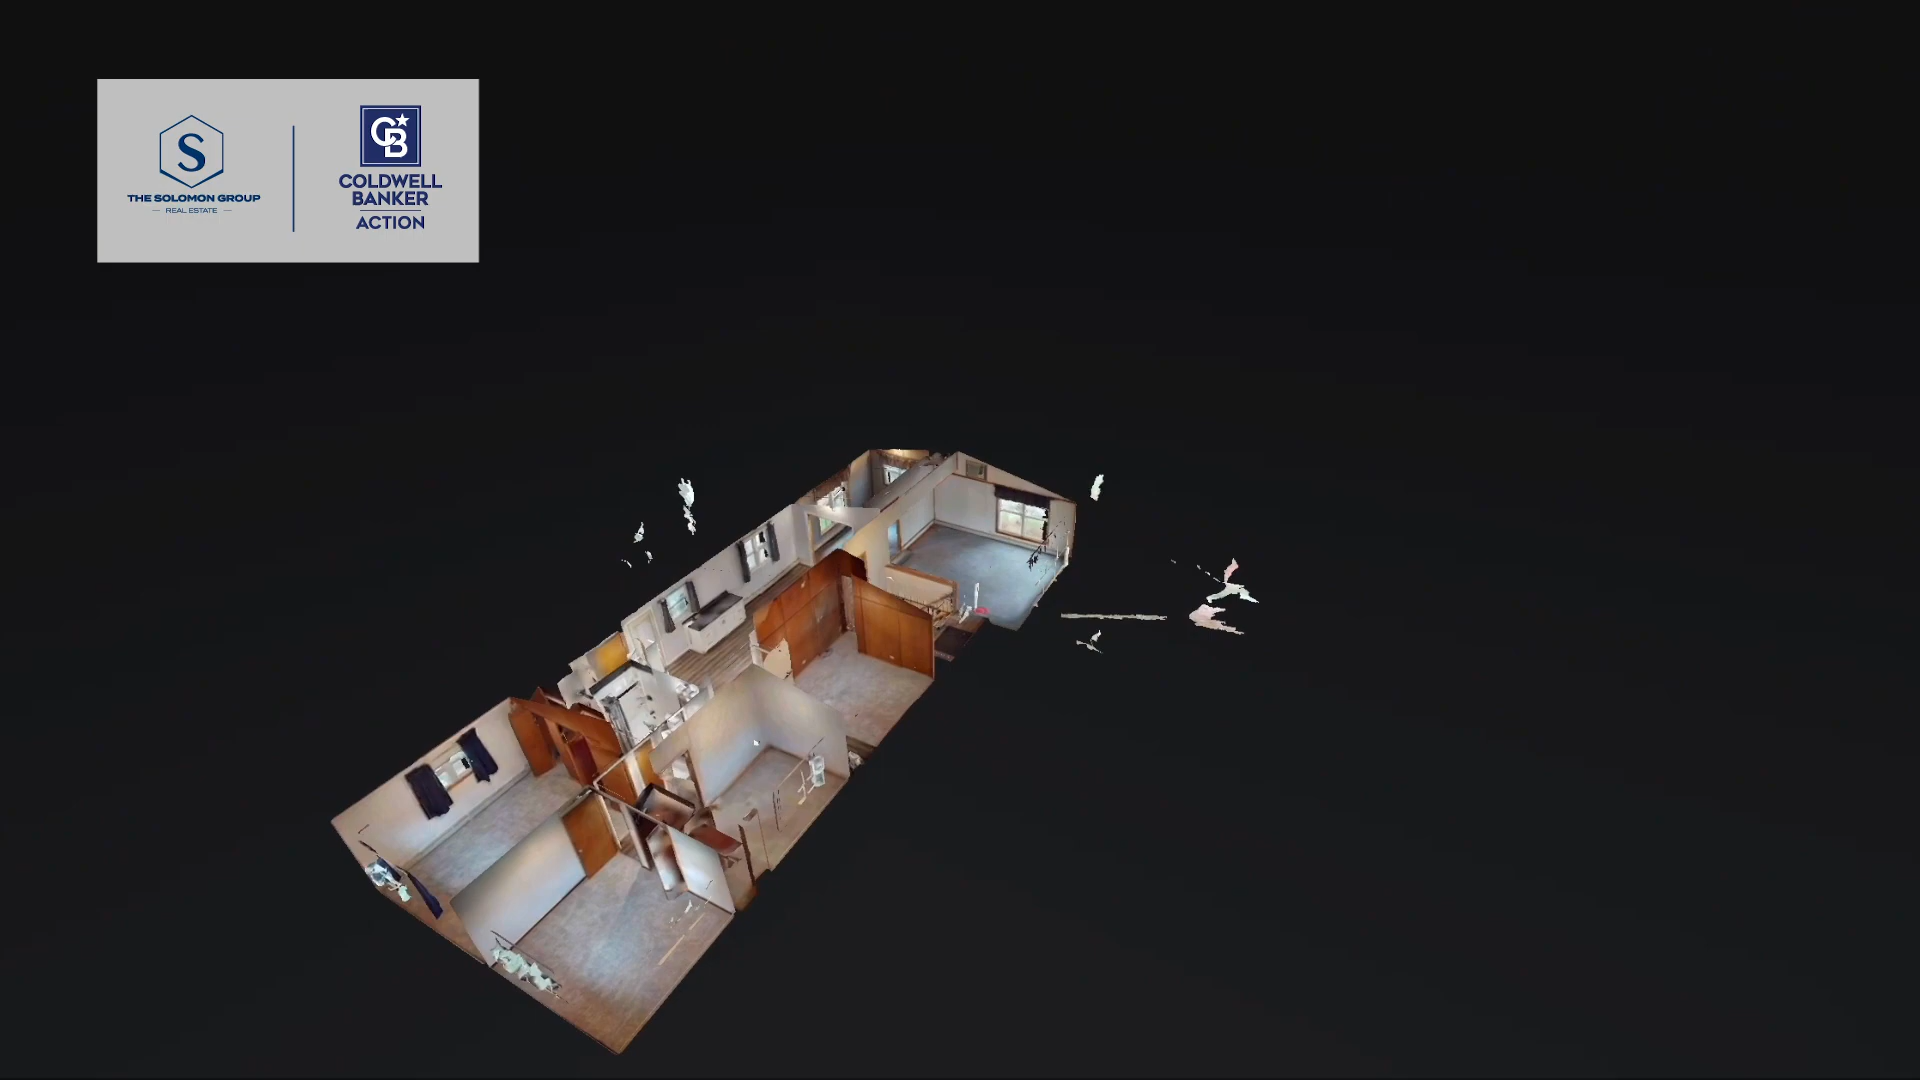 S
THE SOLOMON GROUP
— REAL ESTATE —
CB
COLDWELL
BANKER
ACTION